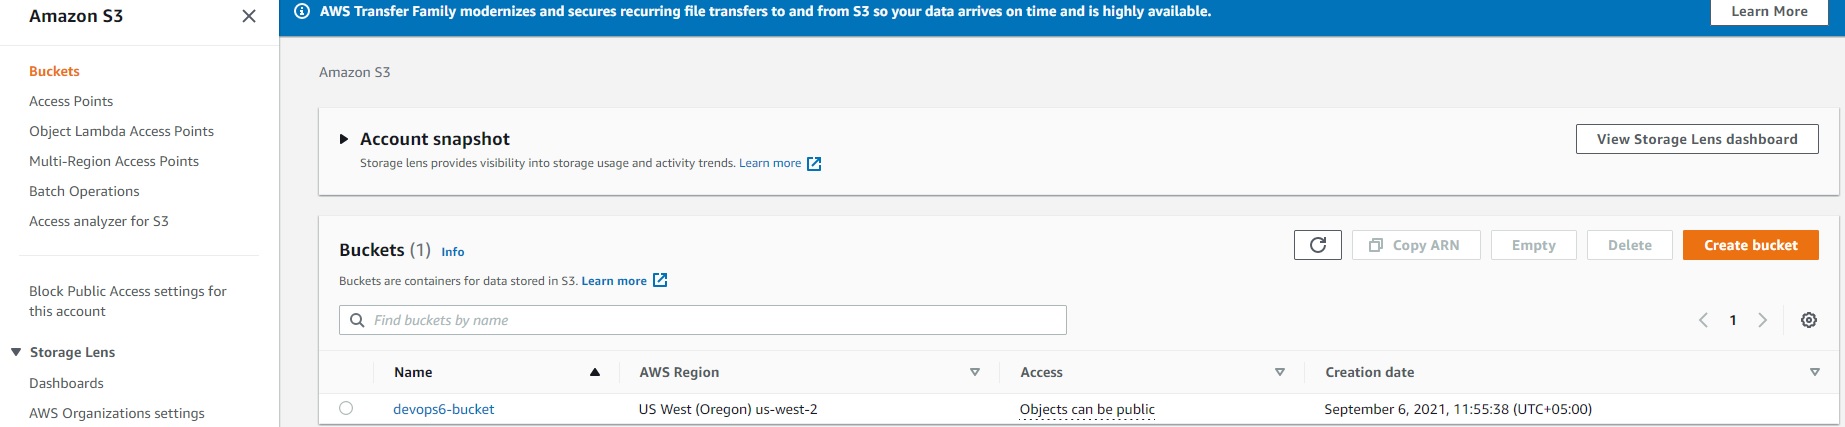 Amazon S3
AWS Transfer Family modernizes and secures recurring file transfers to and from S3 so your data arrives on time and is highly available.
Learn More
Buckets
Access Points
Object Lambda Access Points
Multi-Region Access Points
Batch Operations
Access analyzer for S3
Block Public Access settings for
this account
Storage Lens
Dashboards
AWS Organizations settings
Amazon S3
Account snapshot
View Storage Lens dashboard
Storage lens provides visibility into storage usage and activity trends. Learn more
Buckets (1) Info
Copy ARN
Empty
Delete
Create bucket
Buckets are containers for data stored in S3. Learn more
Find buckets by name
1
Name AWS Region Access Creation date
devops6-bucket US West (Oregon) us-west-2 Objects can be public September 6, 2021, 11:55:38 (UTC+05:00)